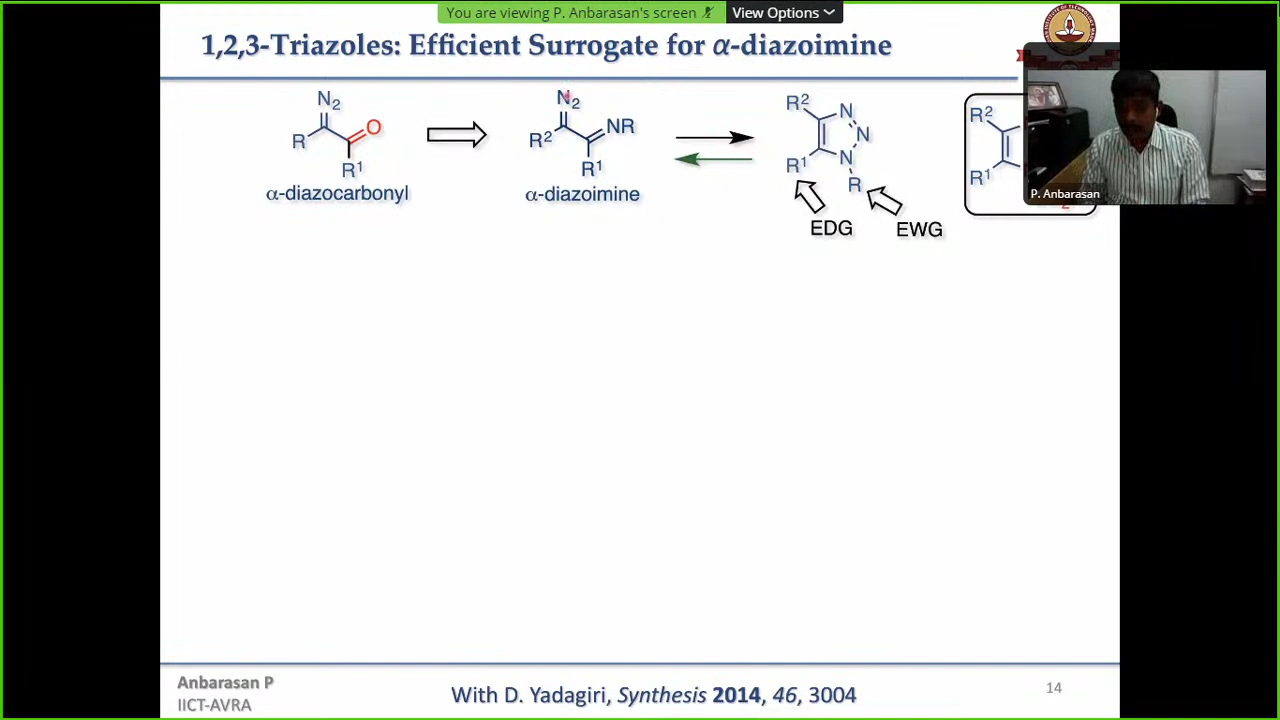 You are viewing P. Anbarasan's screen
View Options
1,2,3-Triazoles: Efficient Surrogate for α-diazoimine
N2
R
O
R1
α-diazocarbonyl
N2
R2
NR
R1
α-diazoimine
R2
N
N
R1
N
R
EDG
EWG
R2
R1
2
P. Anbarasan
Anbarasan P
IICT-AVRA
With D. Yadagiri, Synthesis 2014, 46, 3004
14